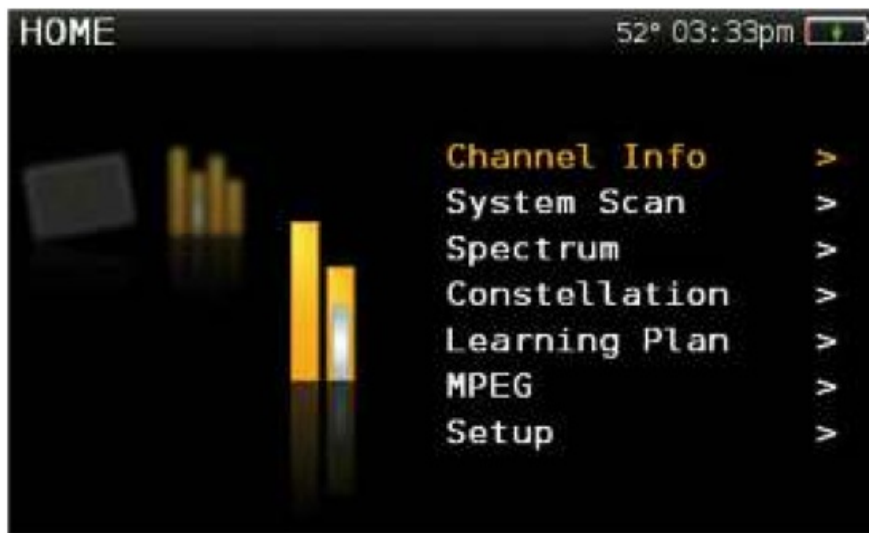 HOME 52° 03:33pm
Channel Info >
System Scan >
Spectrum >
Constellation >
Learning Plan >
MPEG >
Setup >